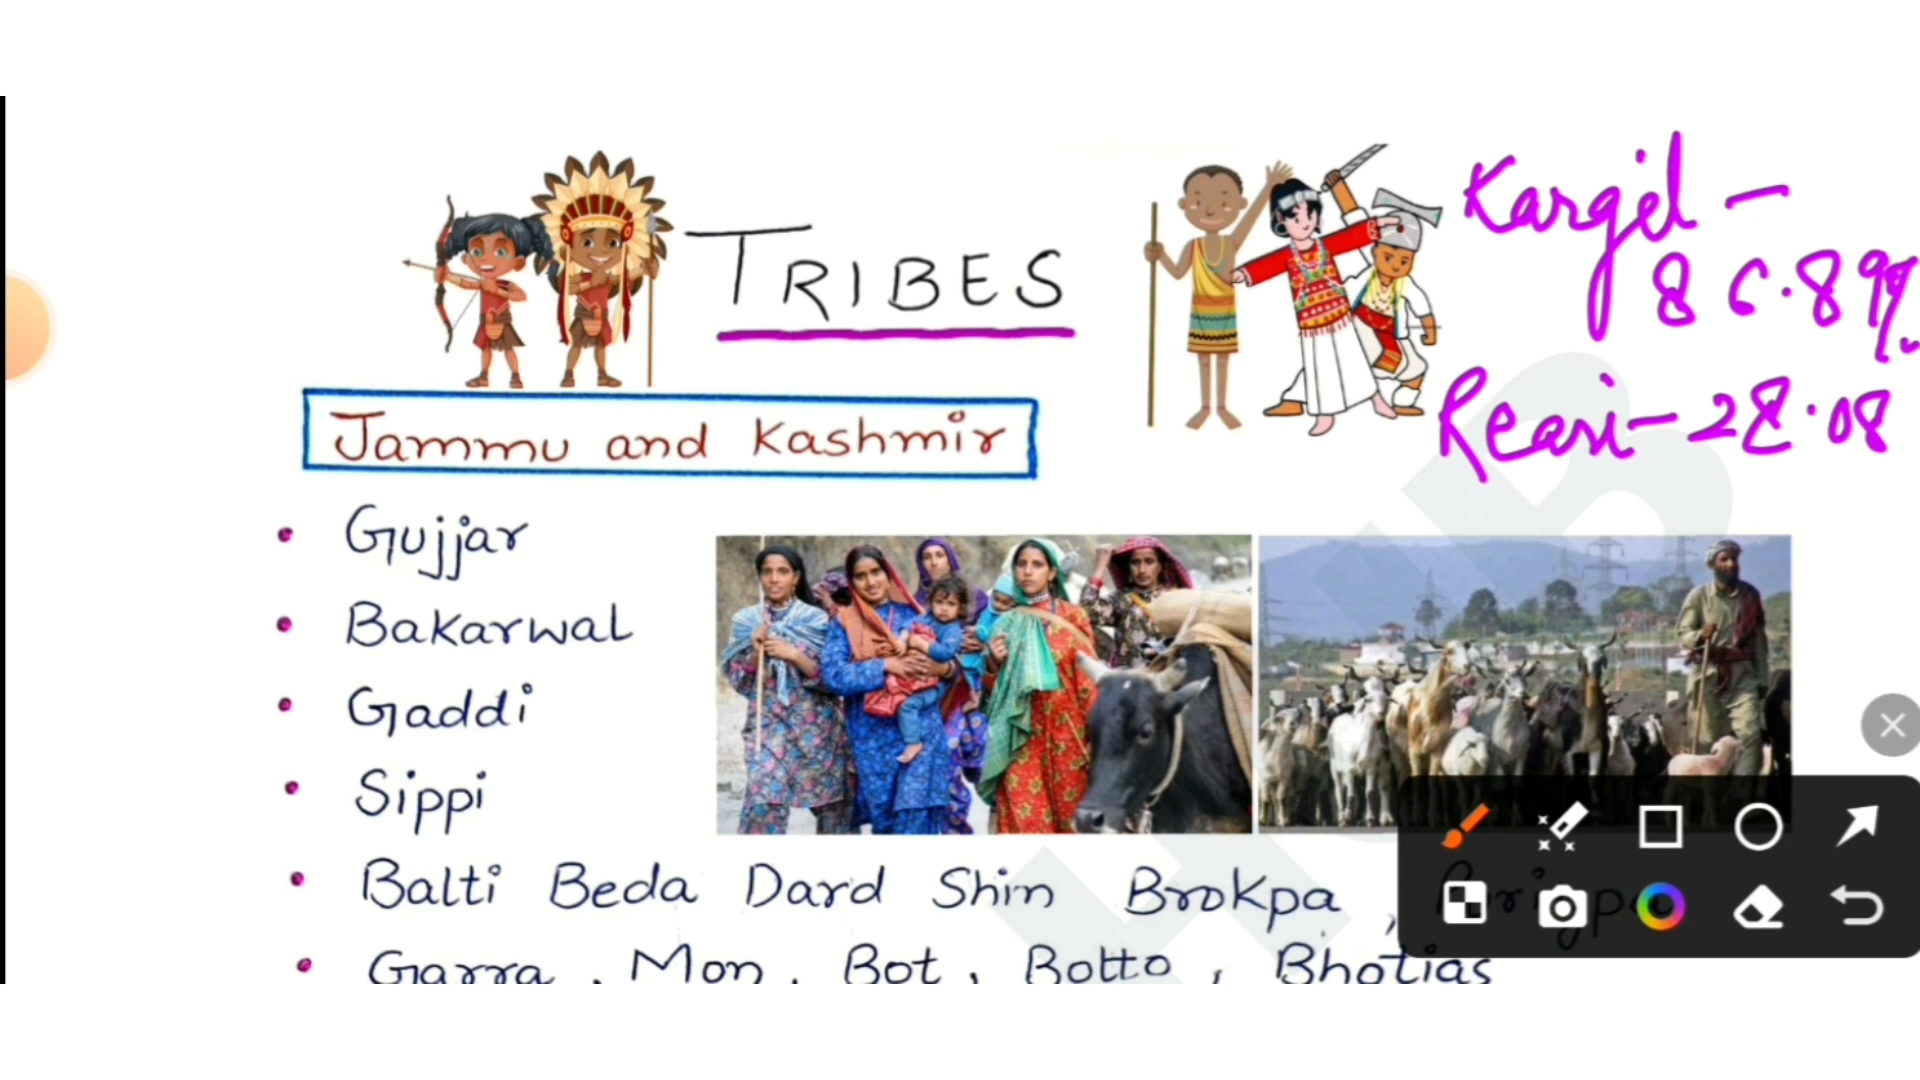 TRIBES
Kargil - 
86.89%
Reasi - 28.08
Jammu and Kashmir
Gujjar
Bakarwal
Gaddi
Sippi
Balti Beda Dard Shin Brokpa ,
Garra , Mon , Bot , Botto , Bhotias